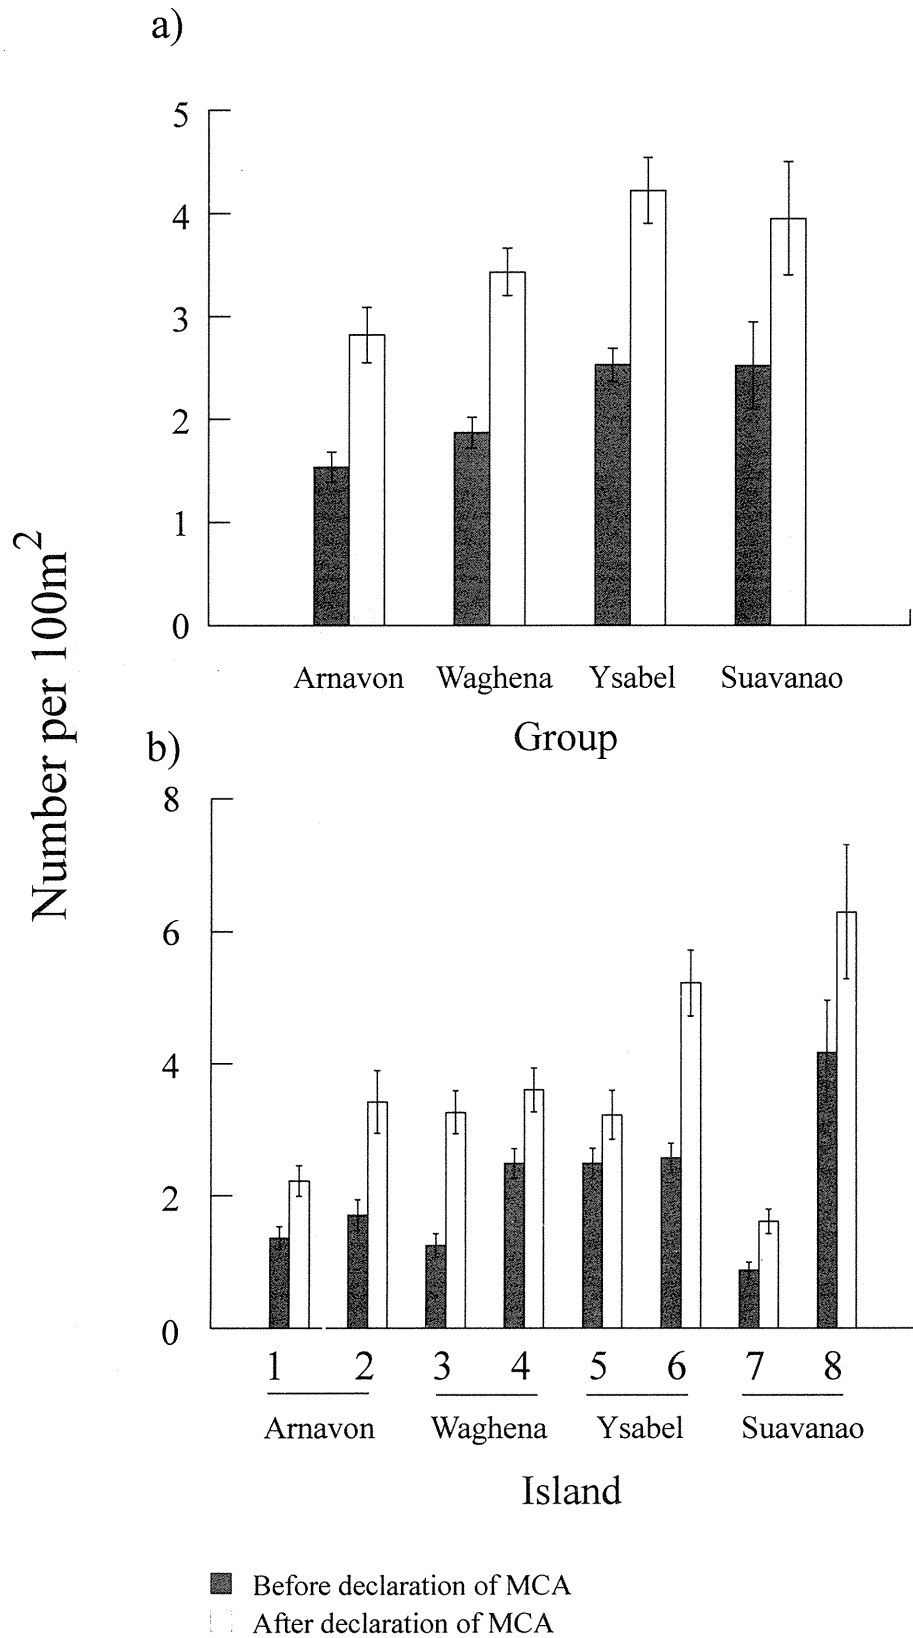 a)
5
4
3
2
1
0
Arnavon Waghena Ysabel Suavanao
Group
Number per 100m²
b)
8
6
4
2
0
1 2 3 4 5 6 7 8
Arnavon Waghena Ysabel Suavanao
Island
Before declaration of MCA
After declaration of MCA